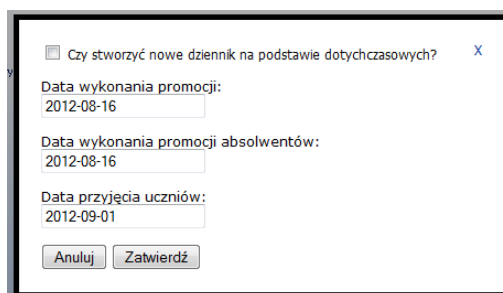 Czy stworzyć nowe dziennik na podstawie dotychczasowych? X
y
Data wykonania promocji:
2012-08-16
Data wykonania promocji absolwentów:
2012-08-16
Data przyjęcia uczniów:
2012-09-01
Anuluj Zatwierdź